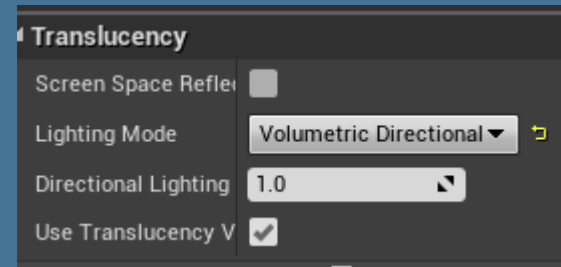 Translucency
Screen Space Refle
Lighting Mode Volumetric Directional
Directional Lighting 1.0
Use Translucency V